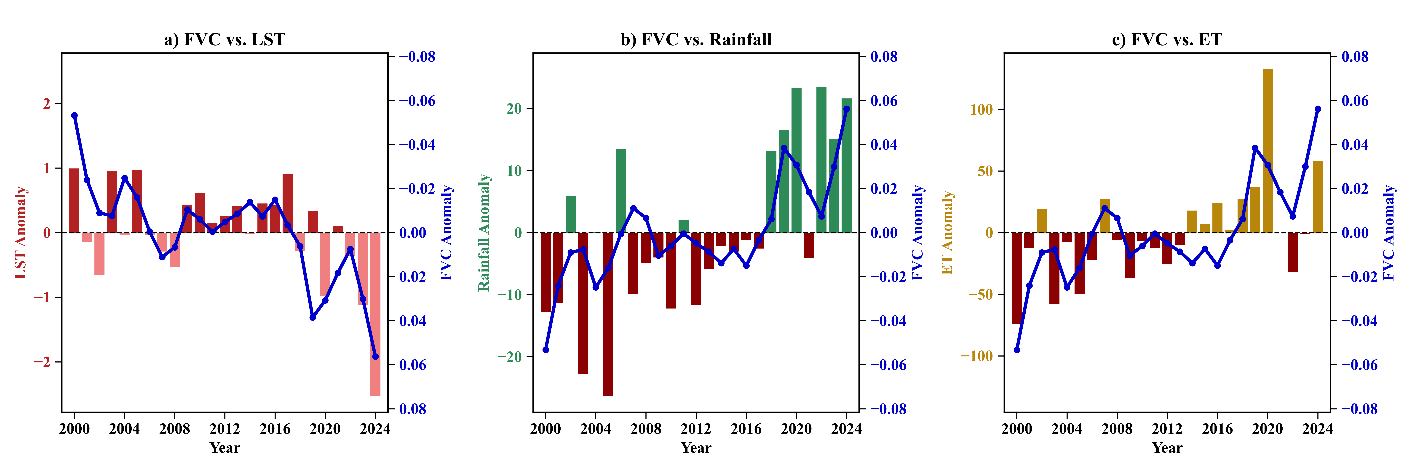 a) FVC vs. LST
LST Anomaly
2
1
0
−1
−2
−0.08
−0.06
−0.04
−0.02
0.00
0.02
0.04
0.06
0.08
FVC Anomaly
2000 2004 2008 2012 2016 2020 2024
Year
b) FVC vs. Rainfall
Rainfall Anomaly
20
10
0
−10
−20
0.08
0.06
0.04
0.02
0.00
−0.02
−0.04
−0.06
−0.08
FVC Anomaly
2000 2004 2008 2012 2016 2020 2024
Year
c) FVC vs. ET
ET Anomaly
100
50
0
−50
−100
0.08
0.06
0.04
0.02
0.00
−0.02
−0.04
−0.06
−0.08
FVC Anomaly
2000 2004 2008 2012 2016 2020 2024
Year